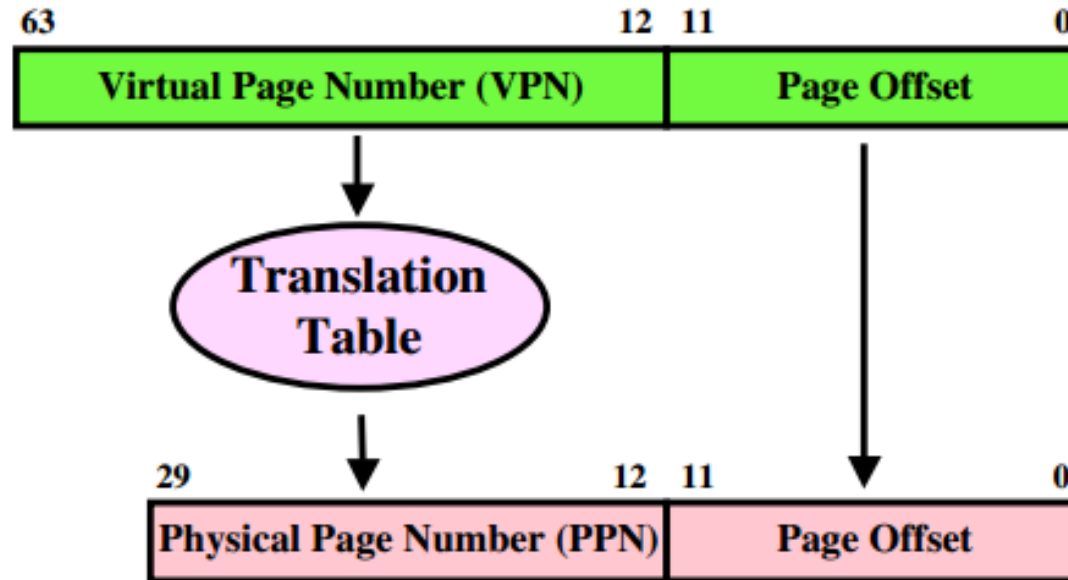 63 12 11 0
Virtual Page Number (VPN) Page Offset
Translation
Table
29 12 11 0
Physical Page Number (PPN) Page Offset